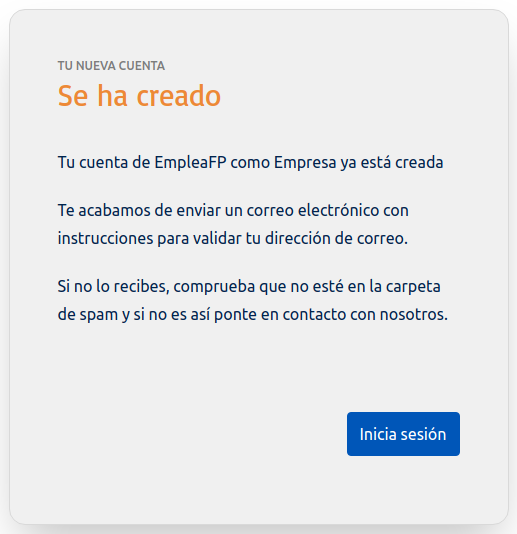 TU NUEVA CUENTA
Se ha creado
Tu cuenta de EmpleaFP como Empresa ya está creada
Te acabamos de enviar un correo electrónico con
instrucciones para validar tu dirección de correo.
Si no lo recibes, comprueba que no esté en la carpeta
de spam y si no es así ponte en contacto con nosotros.
Inicia sesión